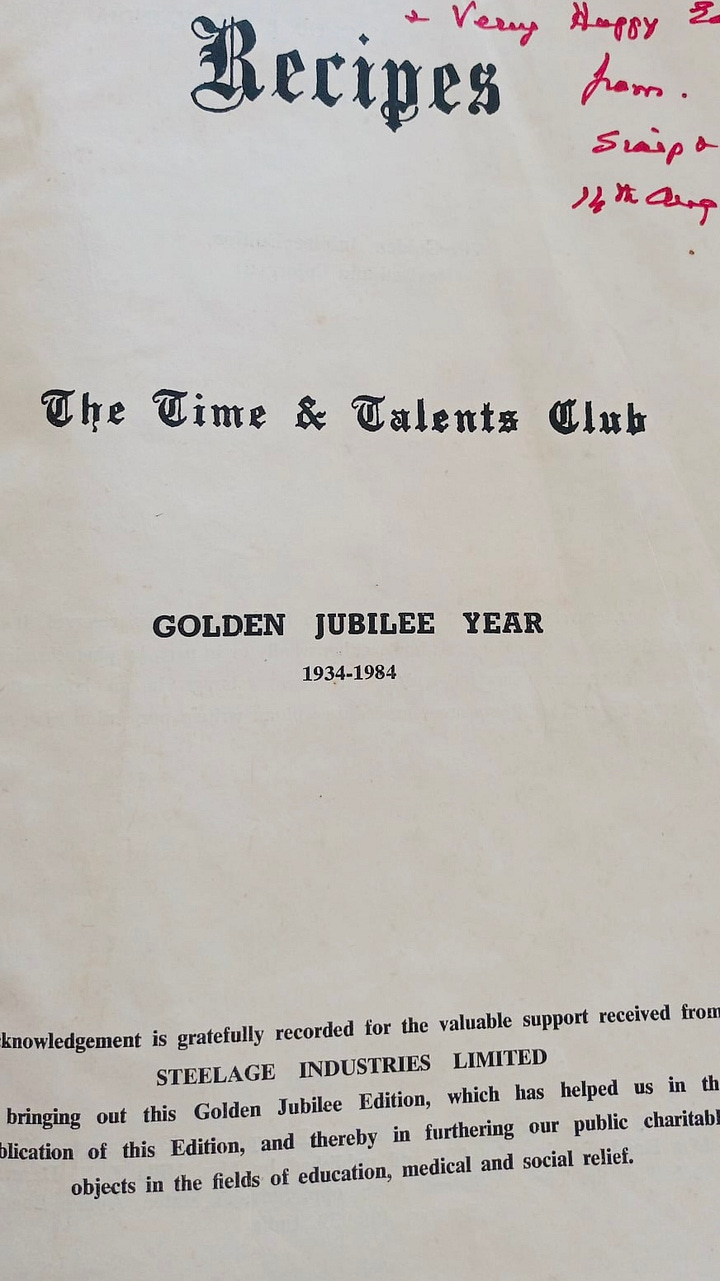 & Very Happy
Recipes
from.
14th Aug
The Time & Talents Club
GOLDEN JUBILEE YEAR
1934-1984
cknowledgement is gratefully recorded for the valuable support received from
STEELAGE INDUSTRIES LIMITED
bringing out this Golden Jubilee Edition, which has helped us in th
blication of this Edition, and thereby in furthering our public charitabl
objects in the fields of education, medical and social relief.